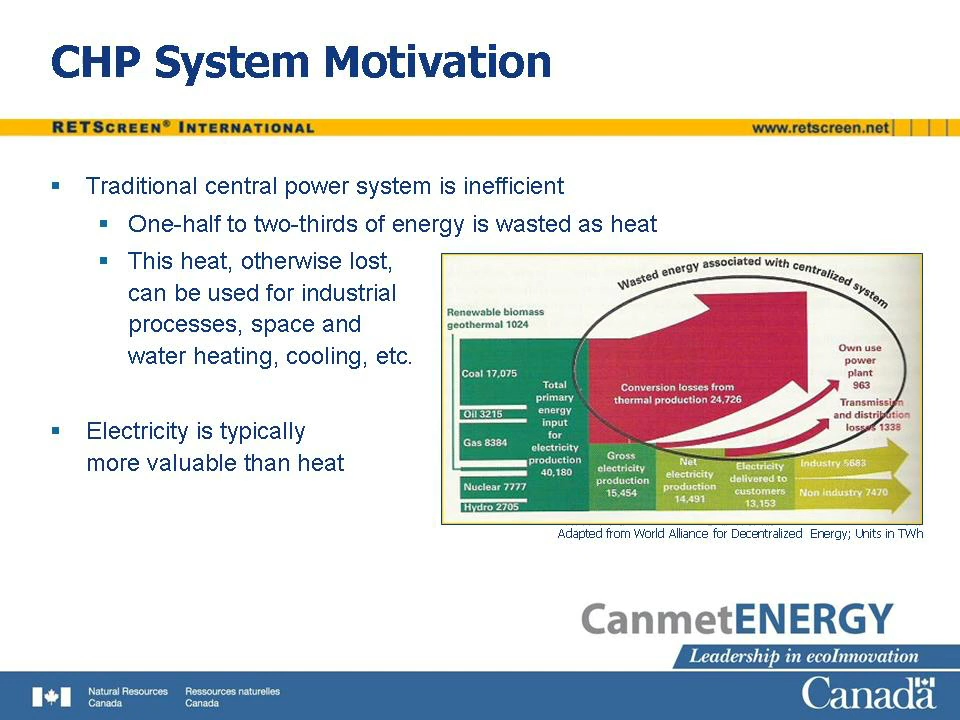 CHP System Motivation
RETSCREEN® INTERNATIONAL
www.retscreen.net
▪ Traditional central power system is inefficient
▪ One-half to two-thirds of energy is wasted as heat
▪ This heat, otherwise lost,
can be used for industrial
processes, space and
water heating, cooling, etc.
▪ Electricity is typically
more valuable than heat
Wasted energy associated with centralized system
Renewable biomass
geothermal 1024
Coal 17,075
Oil 3215
Gas 8384
Nuclear 7777
Hydro 2705
Total
primary
energy
input
for
electricity
production
40,180
Conversion losses from
thermal production 24,726
Gross
electricity
production
15,454
Net
electricity
production
14,491
Electricity
delivered to
customers
13,153
Own use
power
plant
963
Transmission
and distribution
losses 1338
Industry 5683
Non industry 7470
Adapted from World Alliance for Decentralized Energy; Units in TWh
CanmetENERGY
Leadership in ecoInnovation
Natural Resources
Canada
Ressources naturelles
Canada
Canada